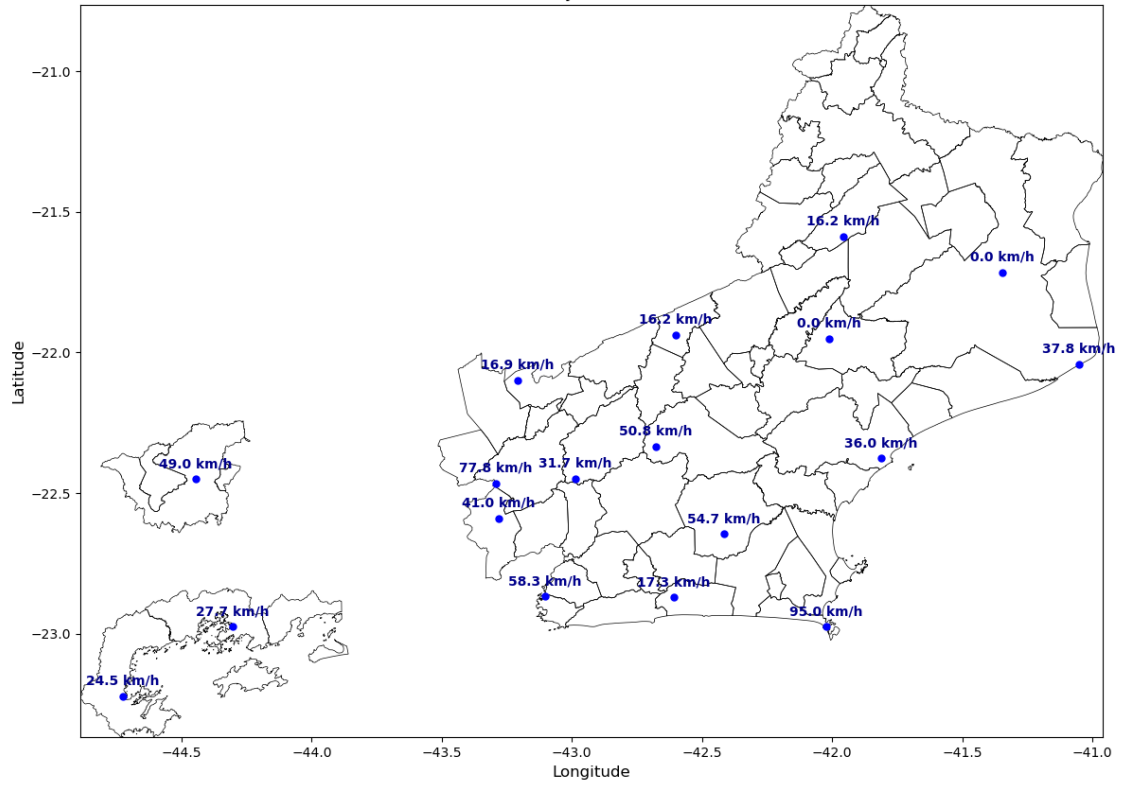 −21.0
−21.5
16.2 km/h
0.0 km/h
16.2 km/h
0.0 km/h
−22.0
37.8 km/h
16.9 km/h
50.8 km/h
36.0 km/h
49.0 km/h
77.8 km/h
31.7 km/h
−22.5
41.0 km/h
54.7 km/h
58.3 km/h
17.3 km/h
27.7 km/h
95.0 km/h
−23.0
24.5 km/h
Latitude
−44.5
−44.0
−43.5
−43.0
−42.5
−42.0
−41.5
−41.0
Longitude